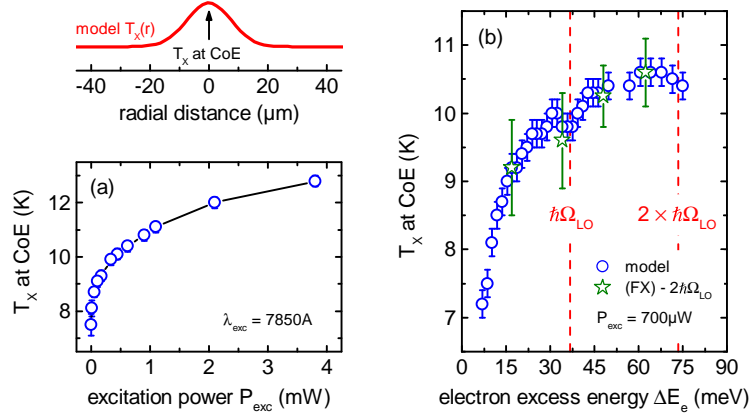 model T_X(r)
T_X at CoE
-40 -20 0 20 40
radial distance (µm)
(a)
T_X at CoE (K)
12
10
8
λ_exc = 7850A
0 1 2 3 4
excitation power P_exc (mW)
(b)
T_X at CoE (K)
11
10
9
8
7
ħΩ_LO
2 × ħΩ_LO
model
(FX) - 2ħΩ_LO
P_exc = 700µW
0 15 30 45 60 75 90
electron excess energy ΔE_e (meV)